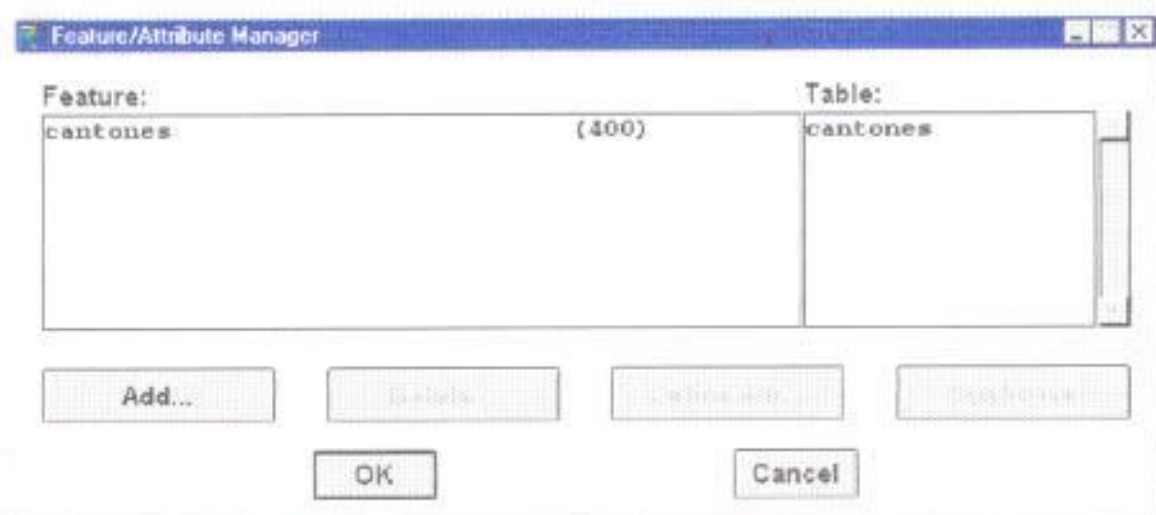 Feature/Attribute Manager
Feature: Table:
cantones (400) cantones
Add...
OK Cancel